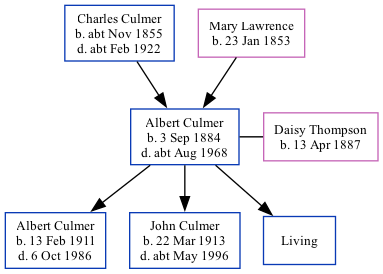 Charles Culmer
b. abt Nov 1855
d. abt Feb 1922
Mary Lawrence
b. 23 Jan 1853
Albert Culmer
b. 3 Sep 1884
d. abt Aug 1968
Daisy Thompson
b. 13 Apr 1887
Albert Culmer
b. 13 Feb 1911
d. 6 Oct 1986
John Culmer
b. 22 Mar 1913
d. abt May 1996
Living